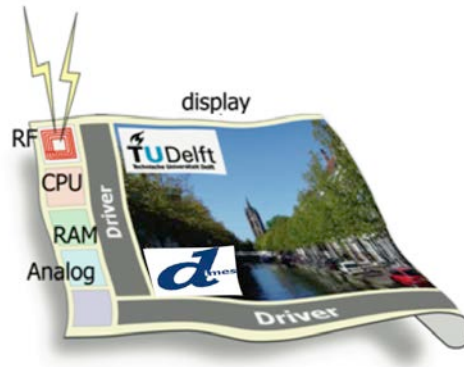 display
RF
TUDelft
Technische Universiteit Delft
CPU
Driver
RAM
Analog
dimes
Driver